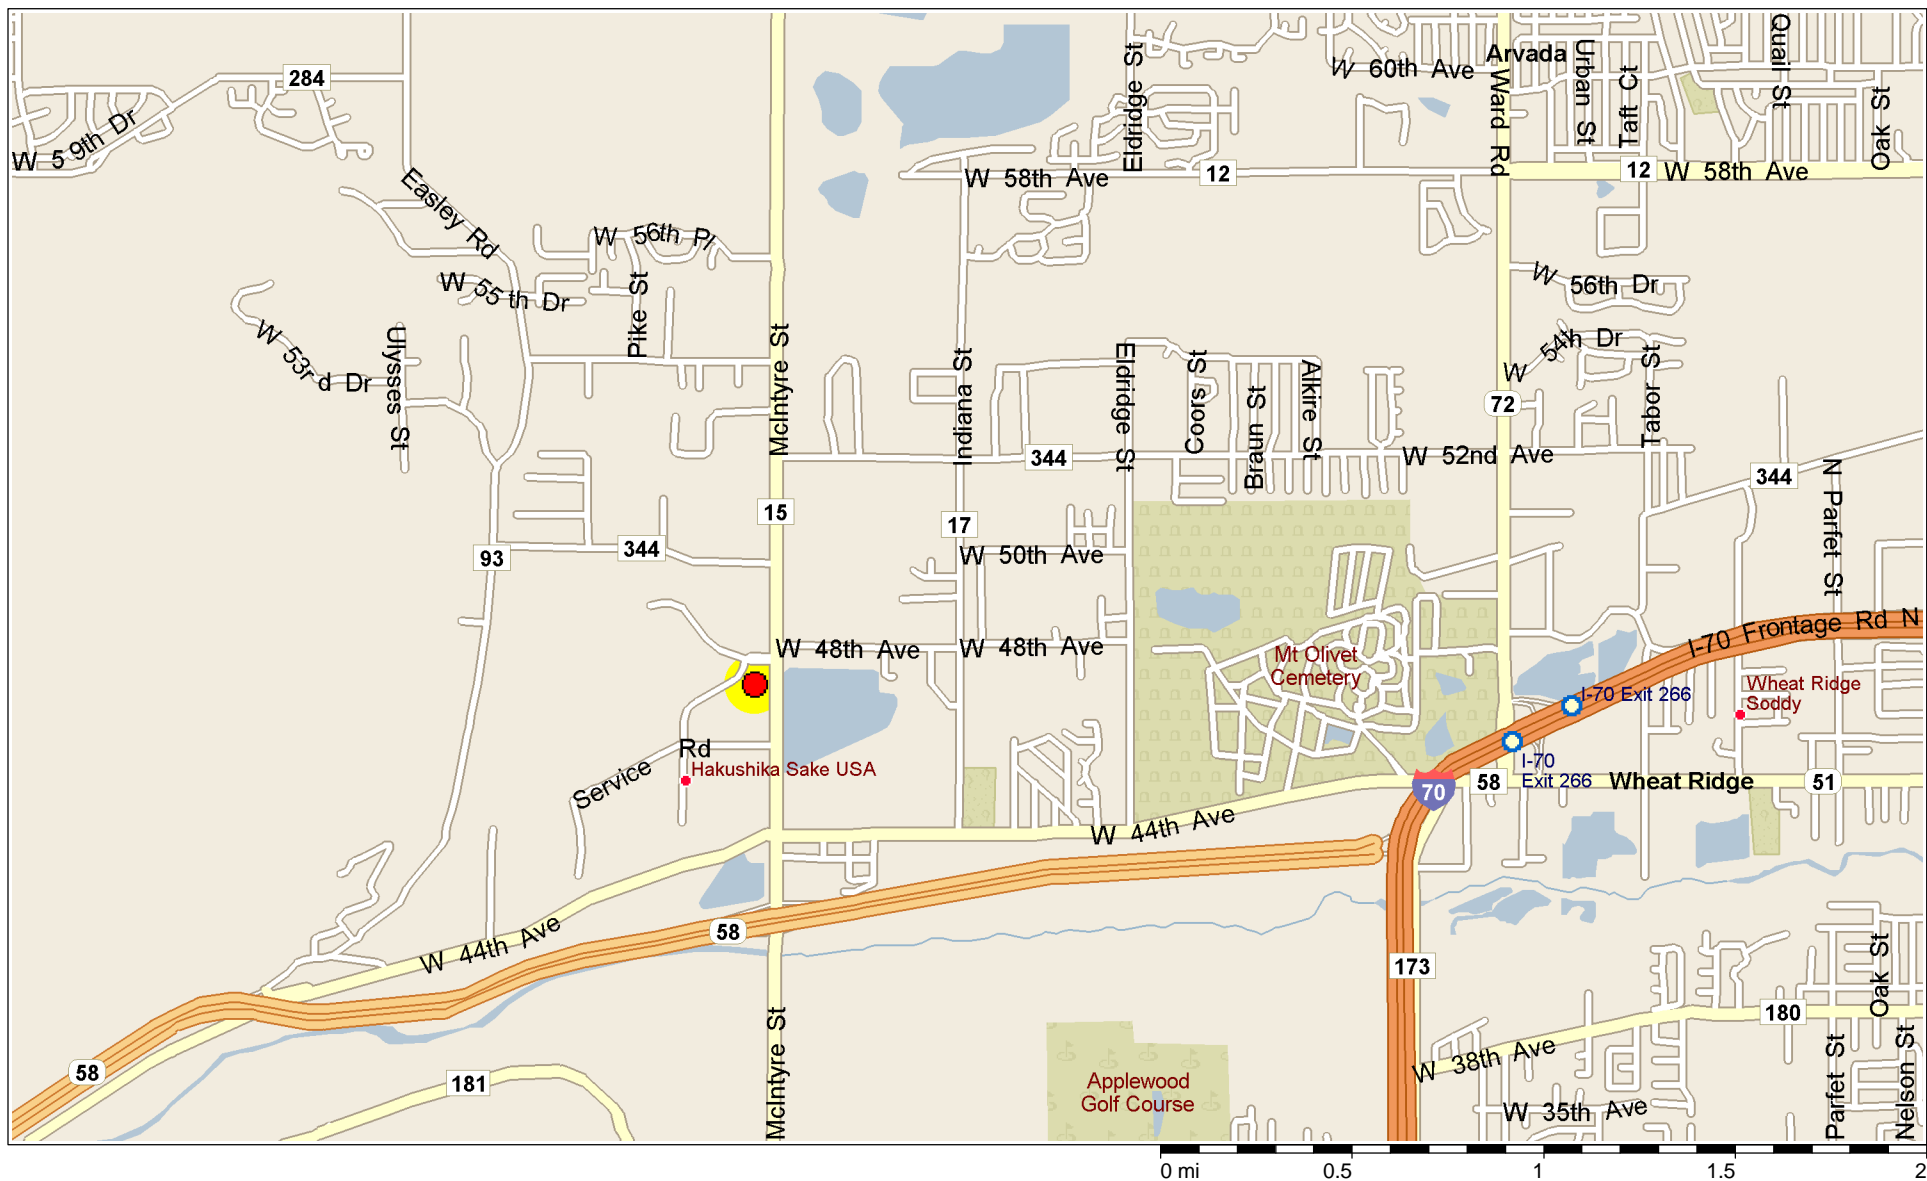 284
W 59th Dr
Easley Rd
W 56th Pl
W 55th Dr
Pike St
W 53rd Dr
Ulysses St
McIntyre St
Eldridge St
W 60th Ave
Arvada
Ward Rd
Urban St
Taft Ct
Quail St
Oak St
W 58th Ave
12
12
W 58th Ave
W 56th Dr
W 54th Dr
72
Tabor St
Indiana St
Eldridge St
Coors St
Braun St
Alkire St
344
W 52nd Ave
344
N Parfet St
15
17
93
344
W 50th Ave
W 48th Ave
W 48th Ave
Mt Olivet
Cemetery
I-70 Frontage Rd N
I-70 Exit 266
Wheat Ridge
Soddy
Service Rd
Hakushika Sake USA
I-70
Exit 266
70
58
Wheat Ridge
51
W 44th Ave
W 44th Ave
58
173
58
181
McIntyre St
Applewood
Golf Course
W 38th Ave
180
Oak St
W 35th Ave
Parfet St
Nelson St
0 mi
0.5
1
1.5
2